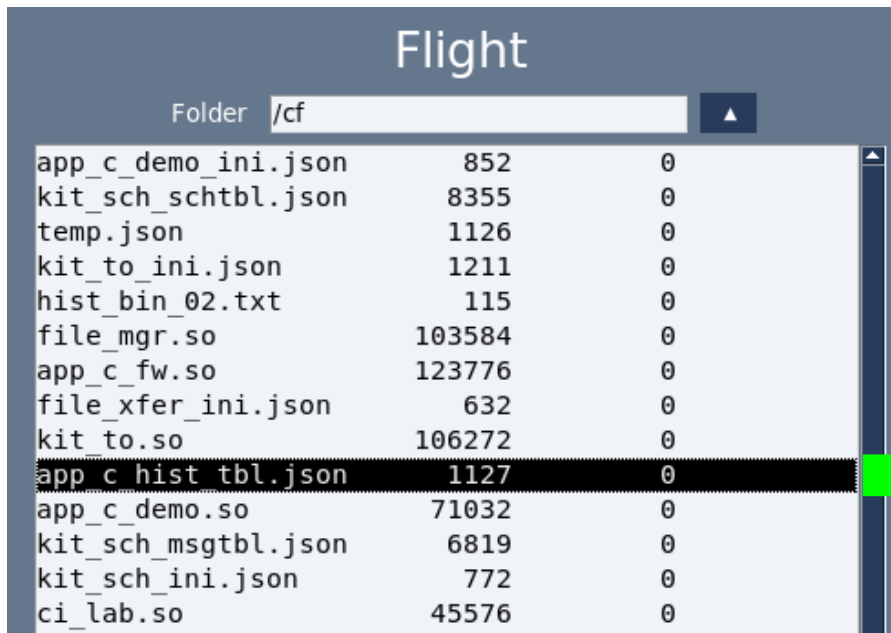 Flight
Folder /cf ▲
app_c_demo_ini.json 852 0
kit_sch_schtbl.json 8355 0
temp.json 1126 0
kit_to_ini.json 1211 0
hist_bin_02.txt 115 0
file_mgr.so 103584 0
app_c_fw.so 123776 0
file_xfer_ini.json 632 0
kit_to.so 106272 0
app_c_hist_tbl.json 1127 0
app_c_demo.so 71032 0
kit_sch_msgtbl.json 6819 0
kit_sch_ini.json 772 0
ci_lab.so 45576 0